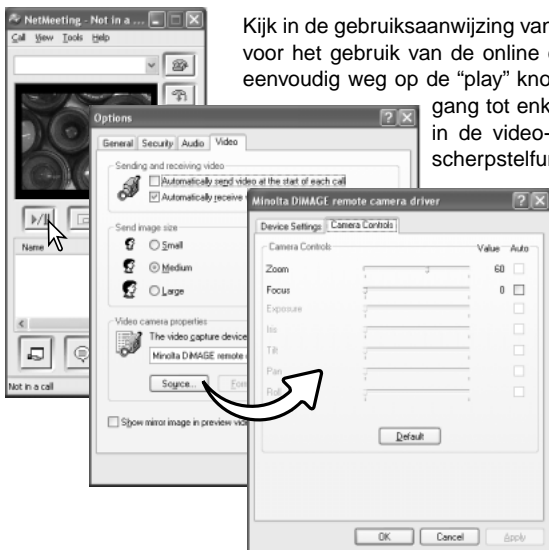 NetMeeting - Not in a ...
Call View Tools Help
Kijk in de gebruiksaanwijzing van
voor het gebruik van de online
eenvoudig weg op de “play”
gang tot
in de video-
Options
General Security Audio Video
Sending and receiving video
Automatically send video at the start of each call
Automatically receive
Send image size
Small
Medium
Large
Video camera properties
The video capture device
Minolta DiMAGE remote
Source...
Show mirror image in preview
Name
Not in a call
Minolta DiMAGE remote camera driver
Device Settings Camera Controls
Camera Controls Value Auto
Zoom 60
Focus 0
Exposure
Iris
Tilt
Pan
Roll
Default
OK Cancel Apply